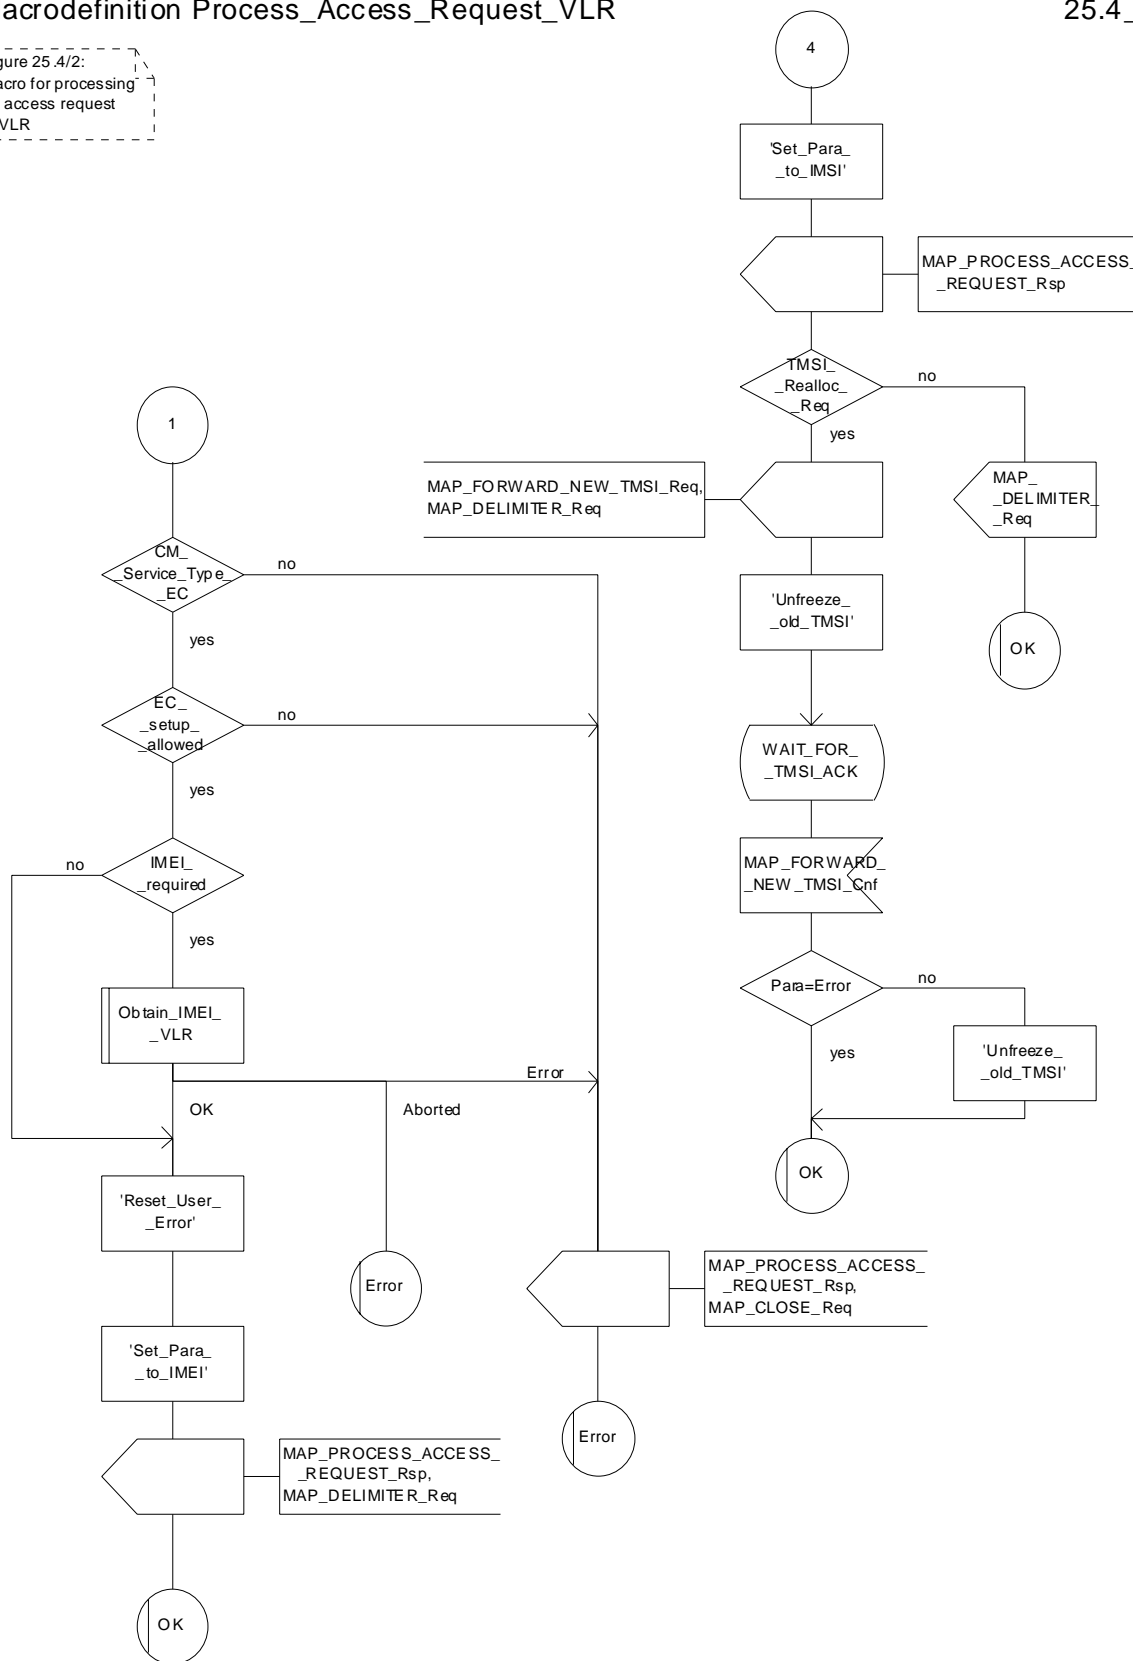 acrodefinition Process_Access_Request_VLR
25.4_
gure 25.4/2:
acro for processing
access request
VLR
4
'Set_Para_
_to_IMSI'
MAP_PROCESS_ACCESS_
_REQUEST_Rsp
TMSI_
_Realloc_
_Req
no
yes
MAP_FORWARD_NEW_TMSI_Req,
MAP_DELIMITER_Req
MAP_
_DELIMITER_
_Req
'Unfreeze_
_old_TMSI'
OK
WAIT_FOR_
_TMSI_ACK
MAP_FORWARD_
_NEW_TMSI_Cnf
Para=Error
no
yes
'Unfreeze_
_old_TMSI'
OK
1
CM_
_Service_Type_
_EC
no
yes
EC_
_setup_
_allowed
no
yes
IMEI_
_required
no
yes
Obtain_IMEI_
_VLR
Error
OK
Aborted
'Reset_User_
_Error'
Error
MAP_PROCESS_ACCESS_
_REQUEST_Rsp,
MAP_CLOSE_Req
'Set_Para_
_to_IMEI'
Error
MAP_PROCESS_ACCESS_
_REQUEST_Rsp,
MAP_DELIMITER_Req
OK